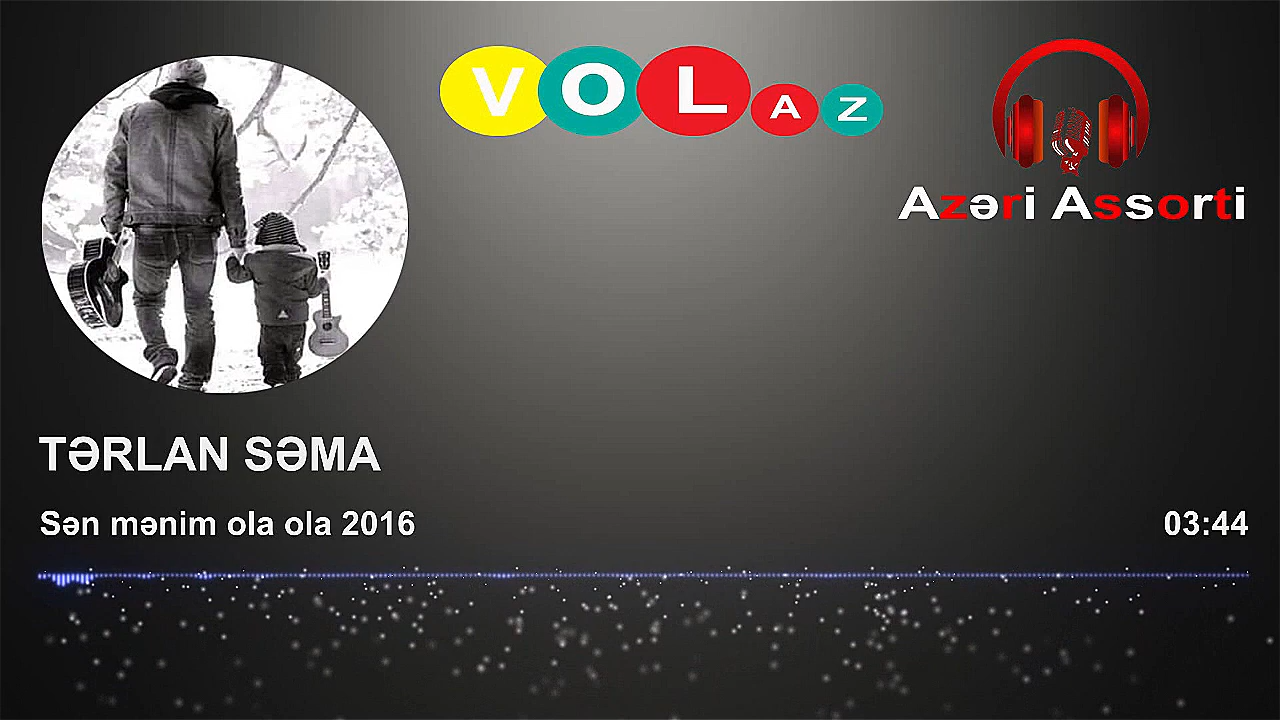 VOL AZ
Azəri Assorti
TƏRLAN SƏMA
Sən mənim ola ola 2016
03:44